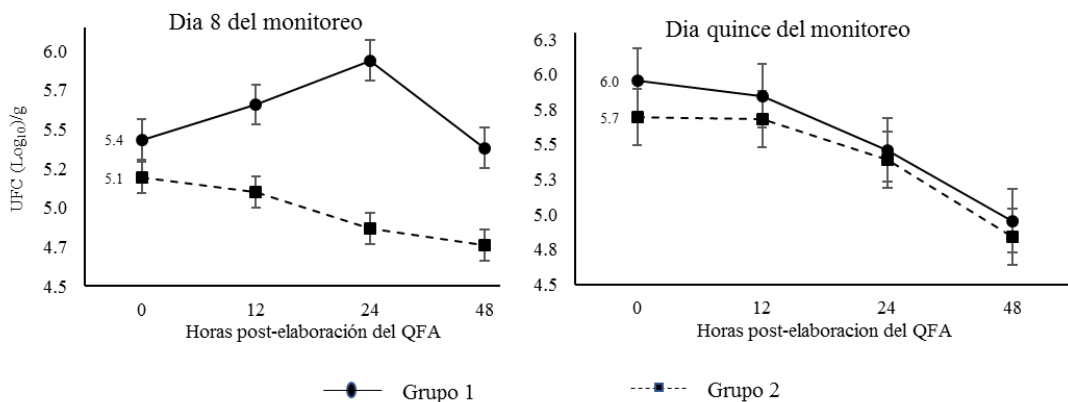 Dia 8 del monitoreo
UFC (Log10)/g
6.0
5.7
5.5
5.2
5.0
4.7
4.5
5.4
5.1
0 12 24 48
Horas post-elaboración del QFA
Dia quince del monitoreo
6.3
6.0
5.8
5.5
5.3
5.0
4.8
4.5
6.0
5.7
0 12 24 48
Horas post-elaboracion del QFA
Grupo 1 Grupo 2